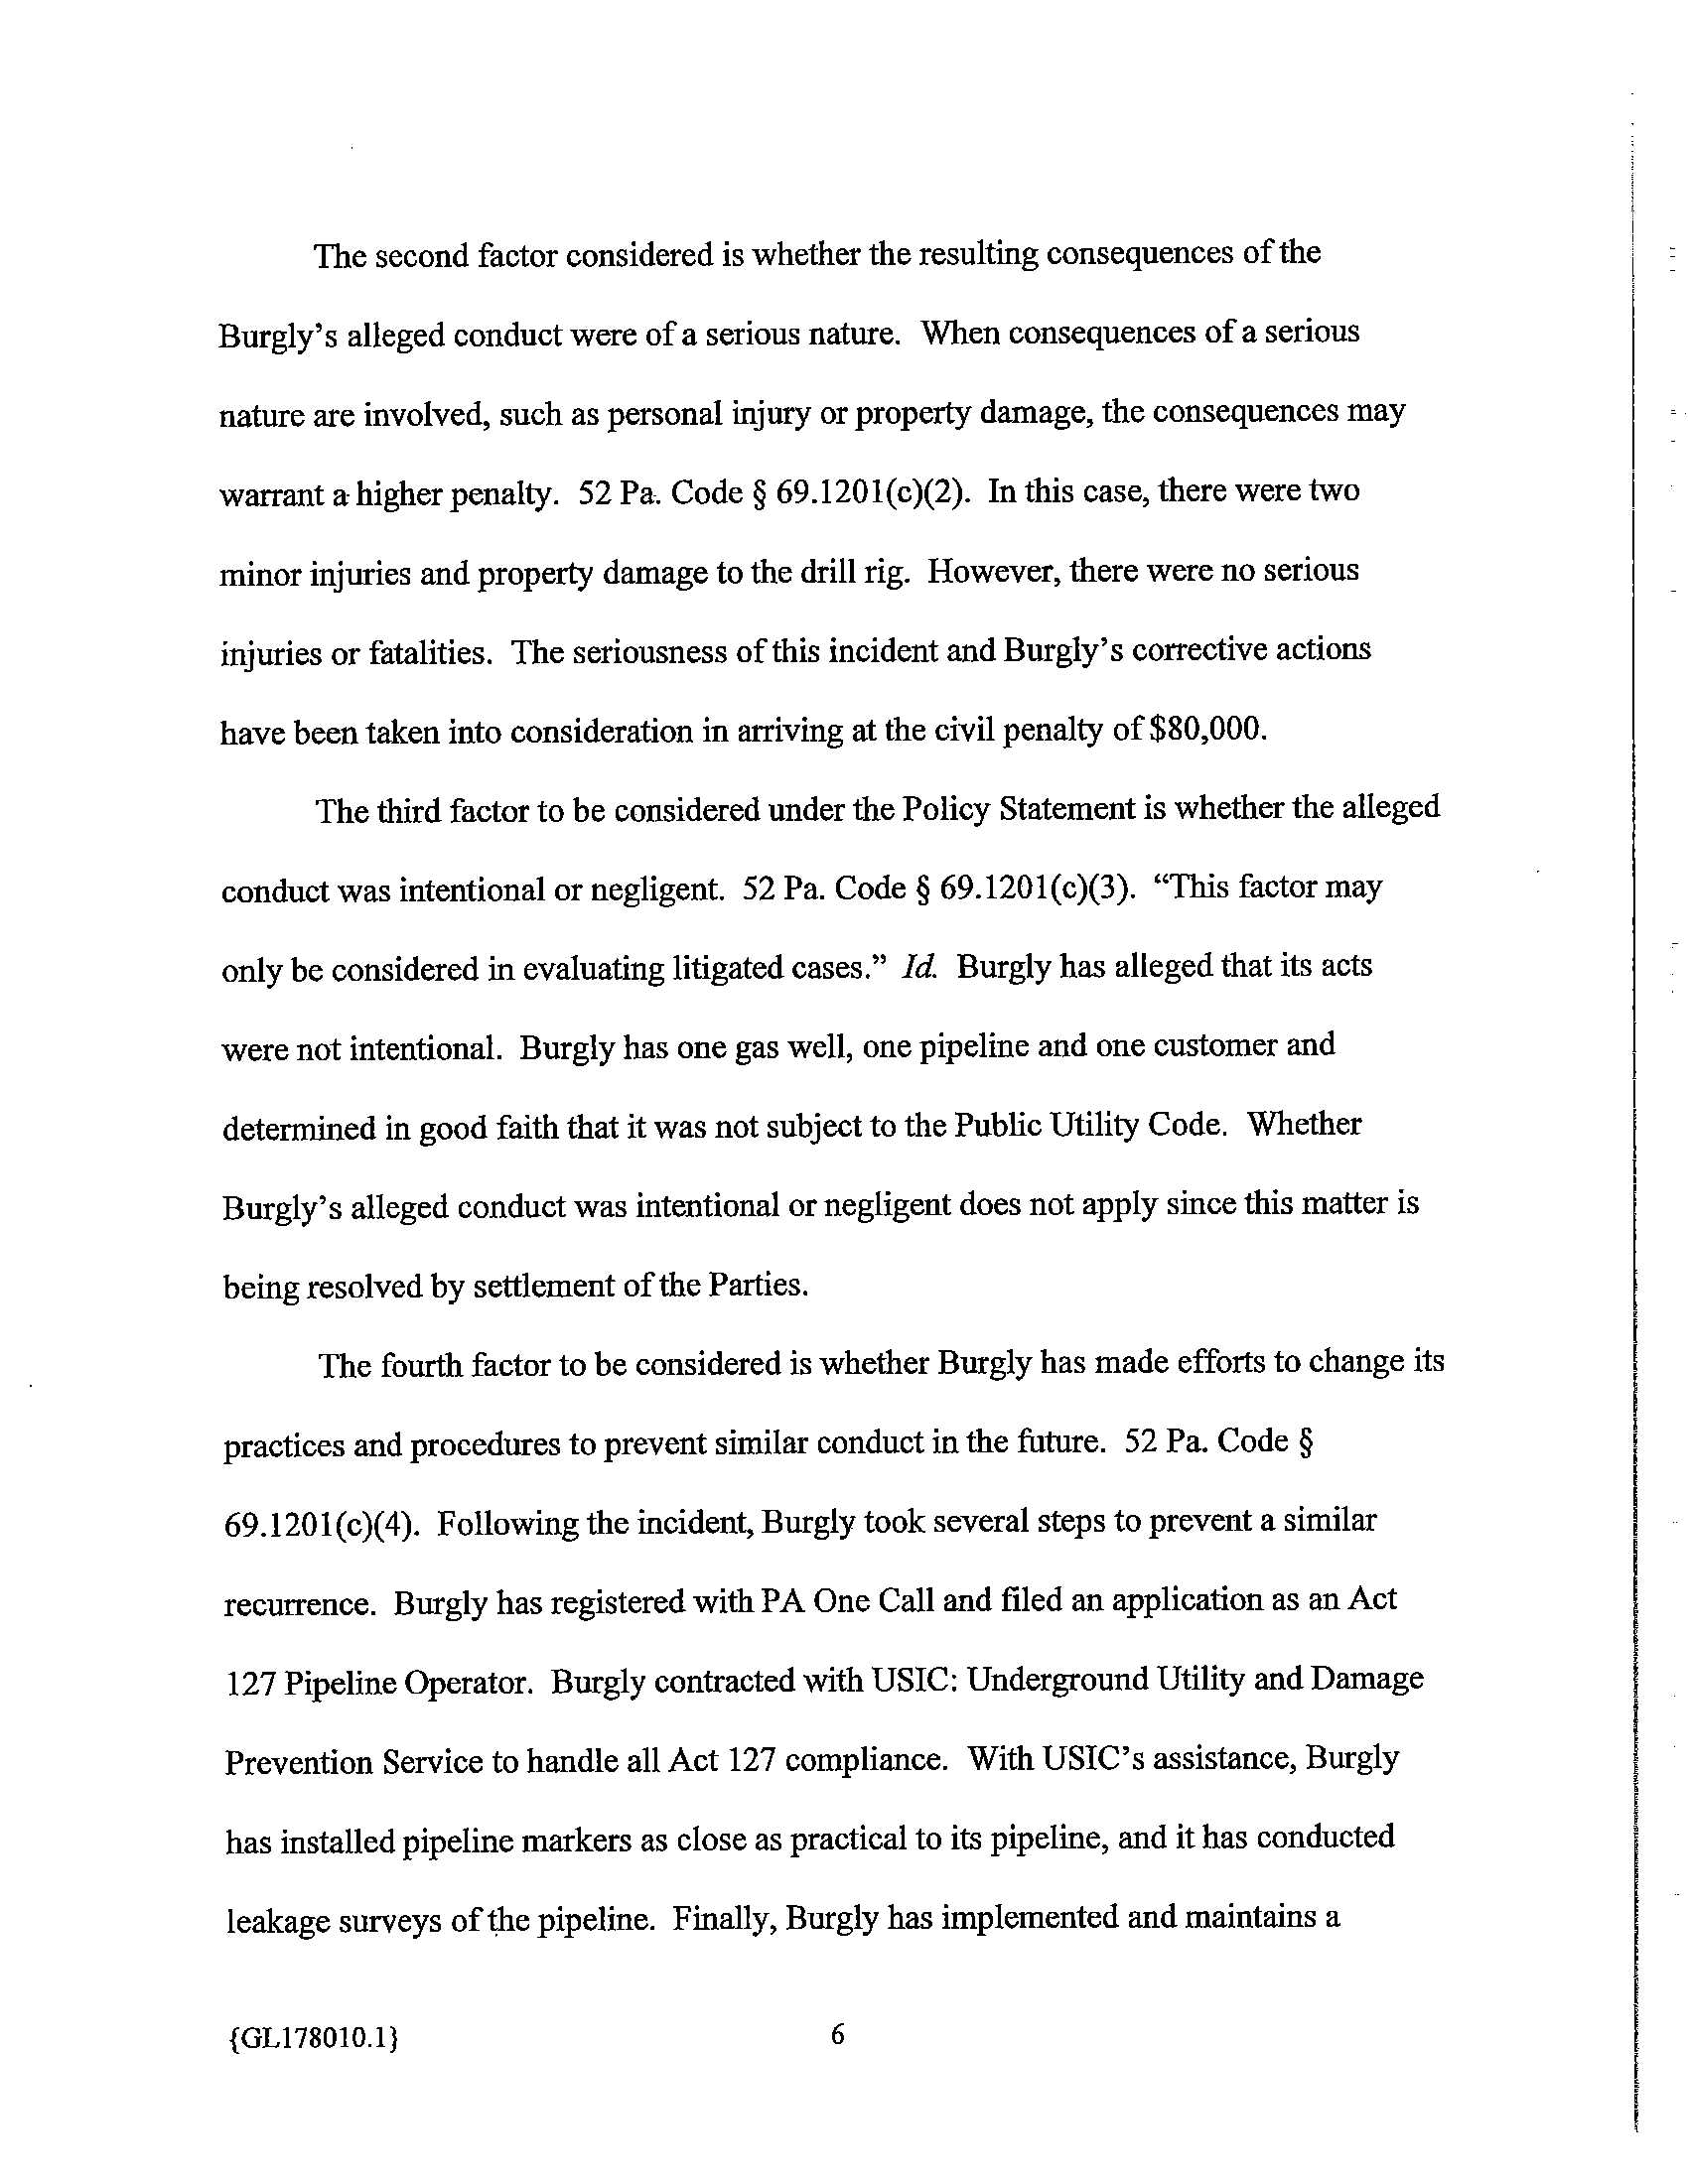 The second factor considered is whether the resulting consequences of the
Burgly’s alleged conduct were of a serious nature. When consequences of a serious
nature are involved, such as personal injury or property damage, the consequences may
warrant a higher penalty. 52 Pa. Code § 69.1201(c)(2). In this case, there were two
minor injuries and property damage to the drill rig. However, there were no serious
injuries or fatalities. The seriousness of this incident and Burgly’s corrective actions
have been taken into consideration in arriving at the civil penalty of $80,000.
The third factor to be considered under the Policy Statement is whether the alleged
conduct was intentional or negligent. 52 Pa. Code § 69.1201(c)(3). “This factor may
only be considered in evaluating litigated cases.” Id. Burgly has alleged that its acts
were not intentional. Burgly has one gas well, one pipeline and one customer and
determined in good faith that it was not subject to the Public Utility Code. Whether
Burgly’s alleged conduct was intentional or negligent does not apply since this matter is
being resolved by settlement of the Parties.
The fourth factor to be considered is whether Burgly has made efforts to change its
practices and procedures to prevent similar conduct in the future. 52 Pa. Code §
69.1201(c)(4). Following the incident, Burgly took several steps to prevent a similar
recurrence. Burgly has registered with PA One Call and filed an application as an Act
127 Pipeline Operator. Burgly contracted with USIC: Underground Utility and Damage
Prevention Service to handle all Act 127 compliance. With USIC’s assistance, Burgly
has installed pipeline markers as close as practical to its pipeline, and it has conducted
leakage surveys of the pipeline. Finally, Burgly has implemented and maintains a
{GL178010.1}
6